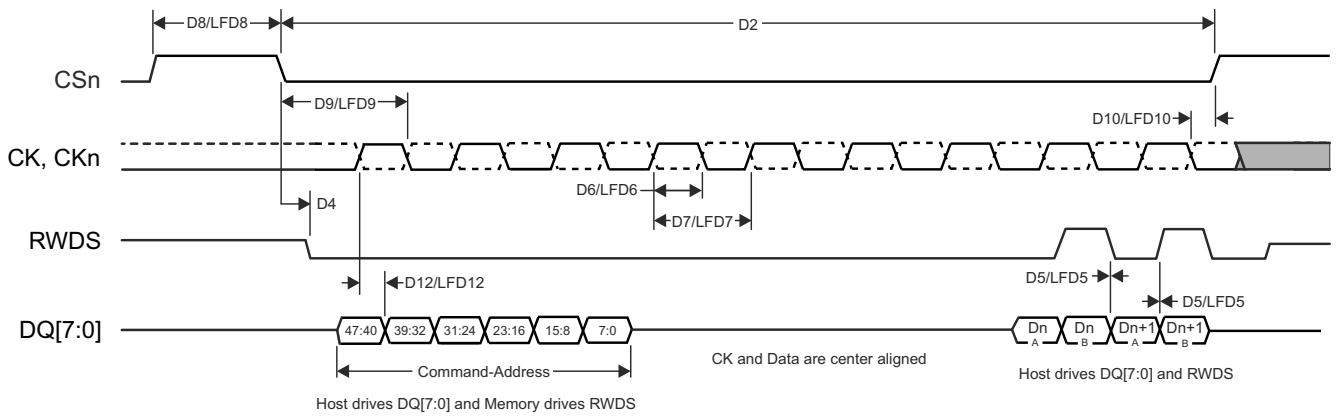 D8/LFD8
D2
CSn
D9/LFD9
D10/LFD10
CK, CKn
D6/LFD6
D4
D7/LFD7
RWDS
D12/LFD12
D5/LFD5
D5/LFD5
DQ[7:0]
47:40 39:32 31:24 23:16 15:8 7:0
Dn A Dn B Dn+1 A Dn+1 B
CK and Data are center aligned
Command-Address
Host drives DQ[7:0] and RWDS
Host drives DQ[7:0] and Memory drives RWDS